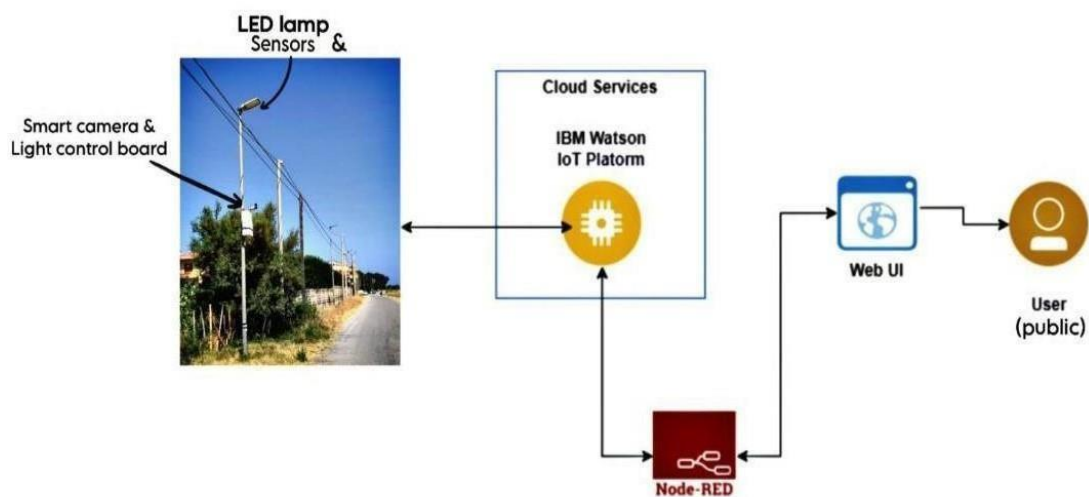 LED lamp
Sensors &
Smart camera &
Light control board
Cloud Services
IBM Watson
IoT Platorm
Web UI
User
(public)
Node-RED